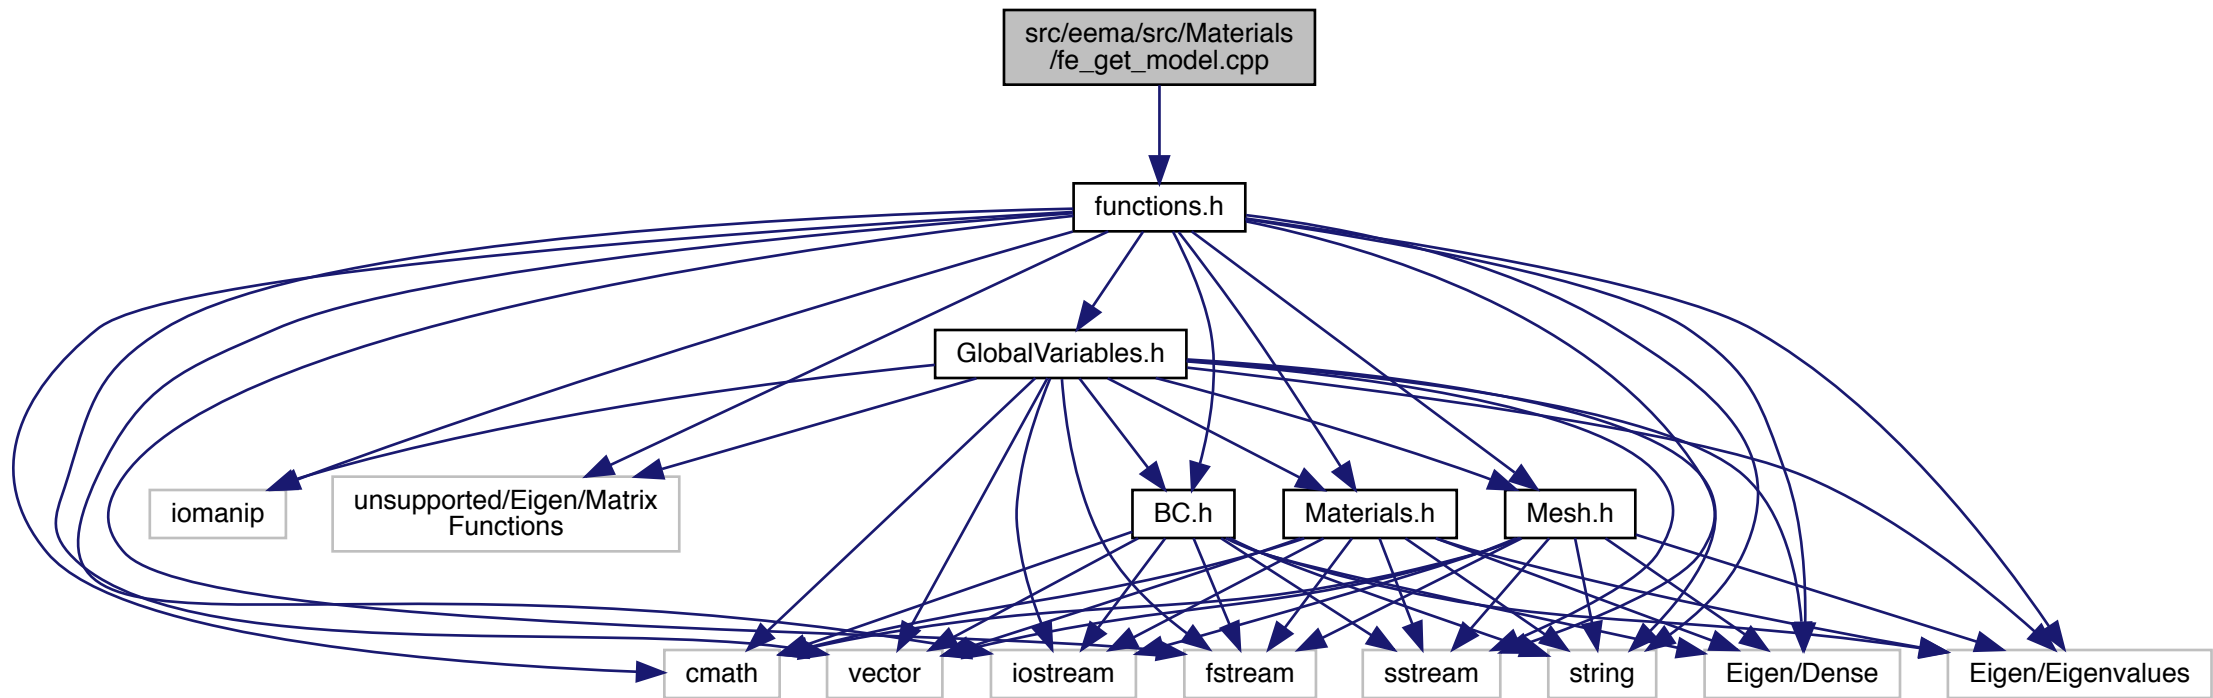 src/eema/src/Materials
/fe_get_model.cpp
functions.h
GlobalVariables.h
iomanip
unsupported/Eigen/Matrix
Functions
BC.h
Materials.h
Mesh.h
cmath
vector
iostream
fstream
sstream
string
Eigen/Dense
Eigen/Eigenvalues